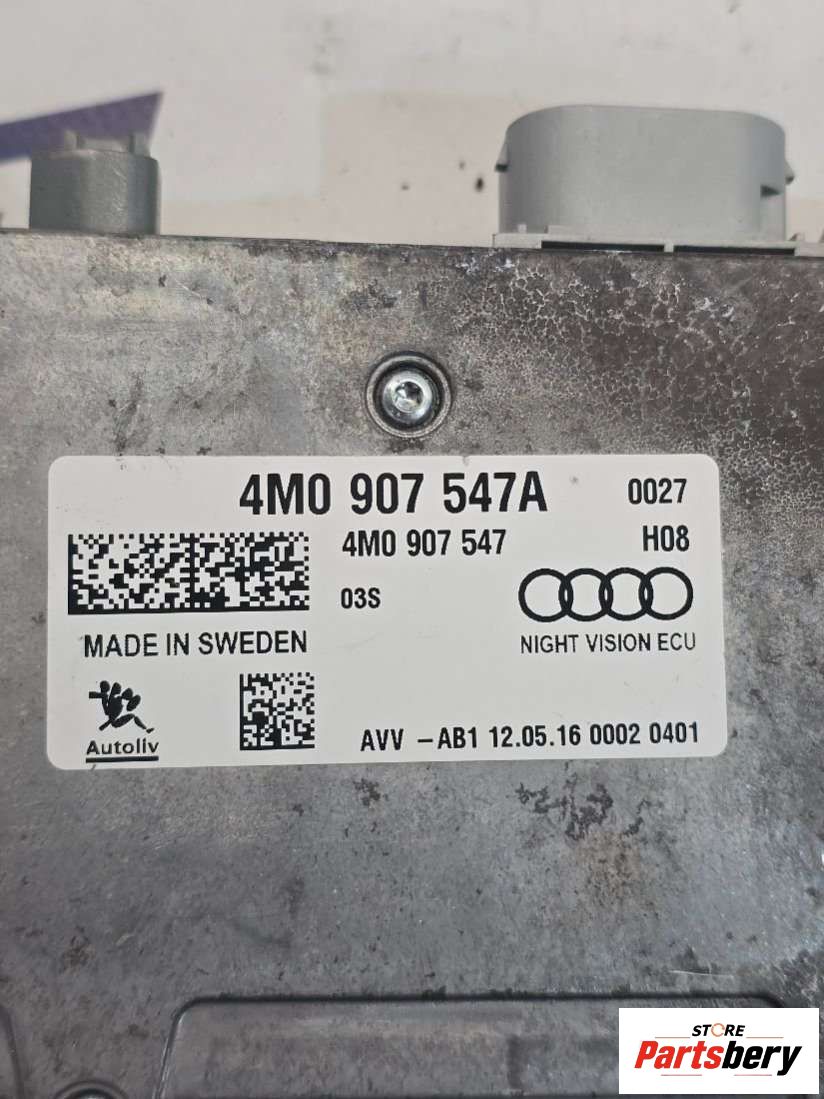 4M0 907 547A 0027
4M0 907 547 H08
03S
MADE IN SWEDEN NIGHT VISION ECU
Autoliv AVV -AB1 12.05.16 0002 0401
STORE
Partsbery